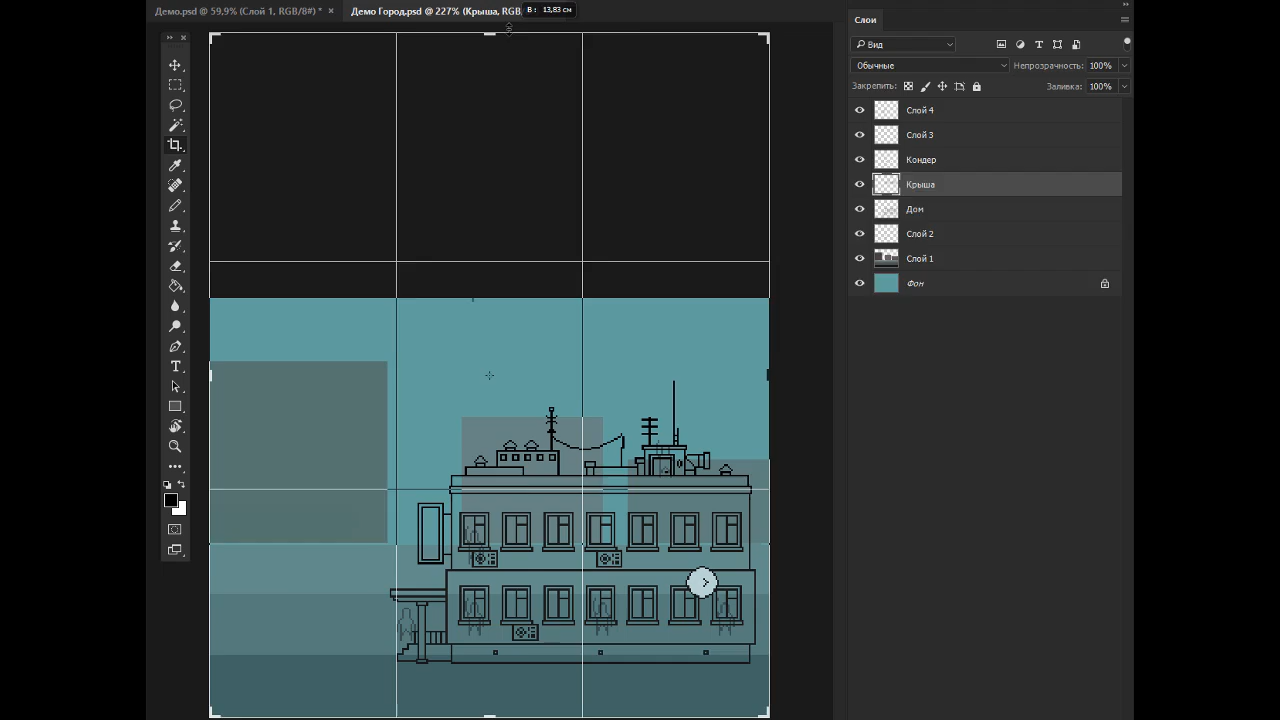 Демо.psd @ 59,9% (Слой 1, RGB/8#) * ×
Демо Город.psd @ 227% (Крыша, RGB/
В: 13,83 см
Слои
Вид
Обычные
Непрозрачность: 100%
Закрепить:
Заливка: 100%
Слой 4
Слой 3
Кондер
Крыша
Дом
Слой 2
Слой 1
Фон